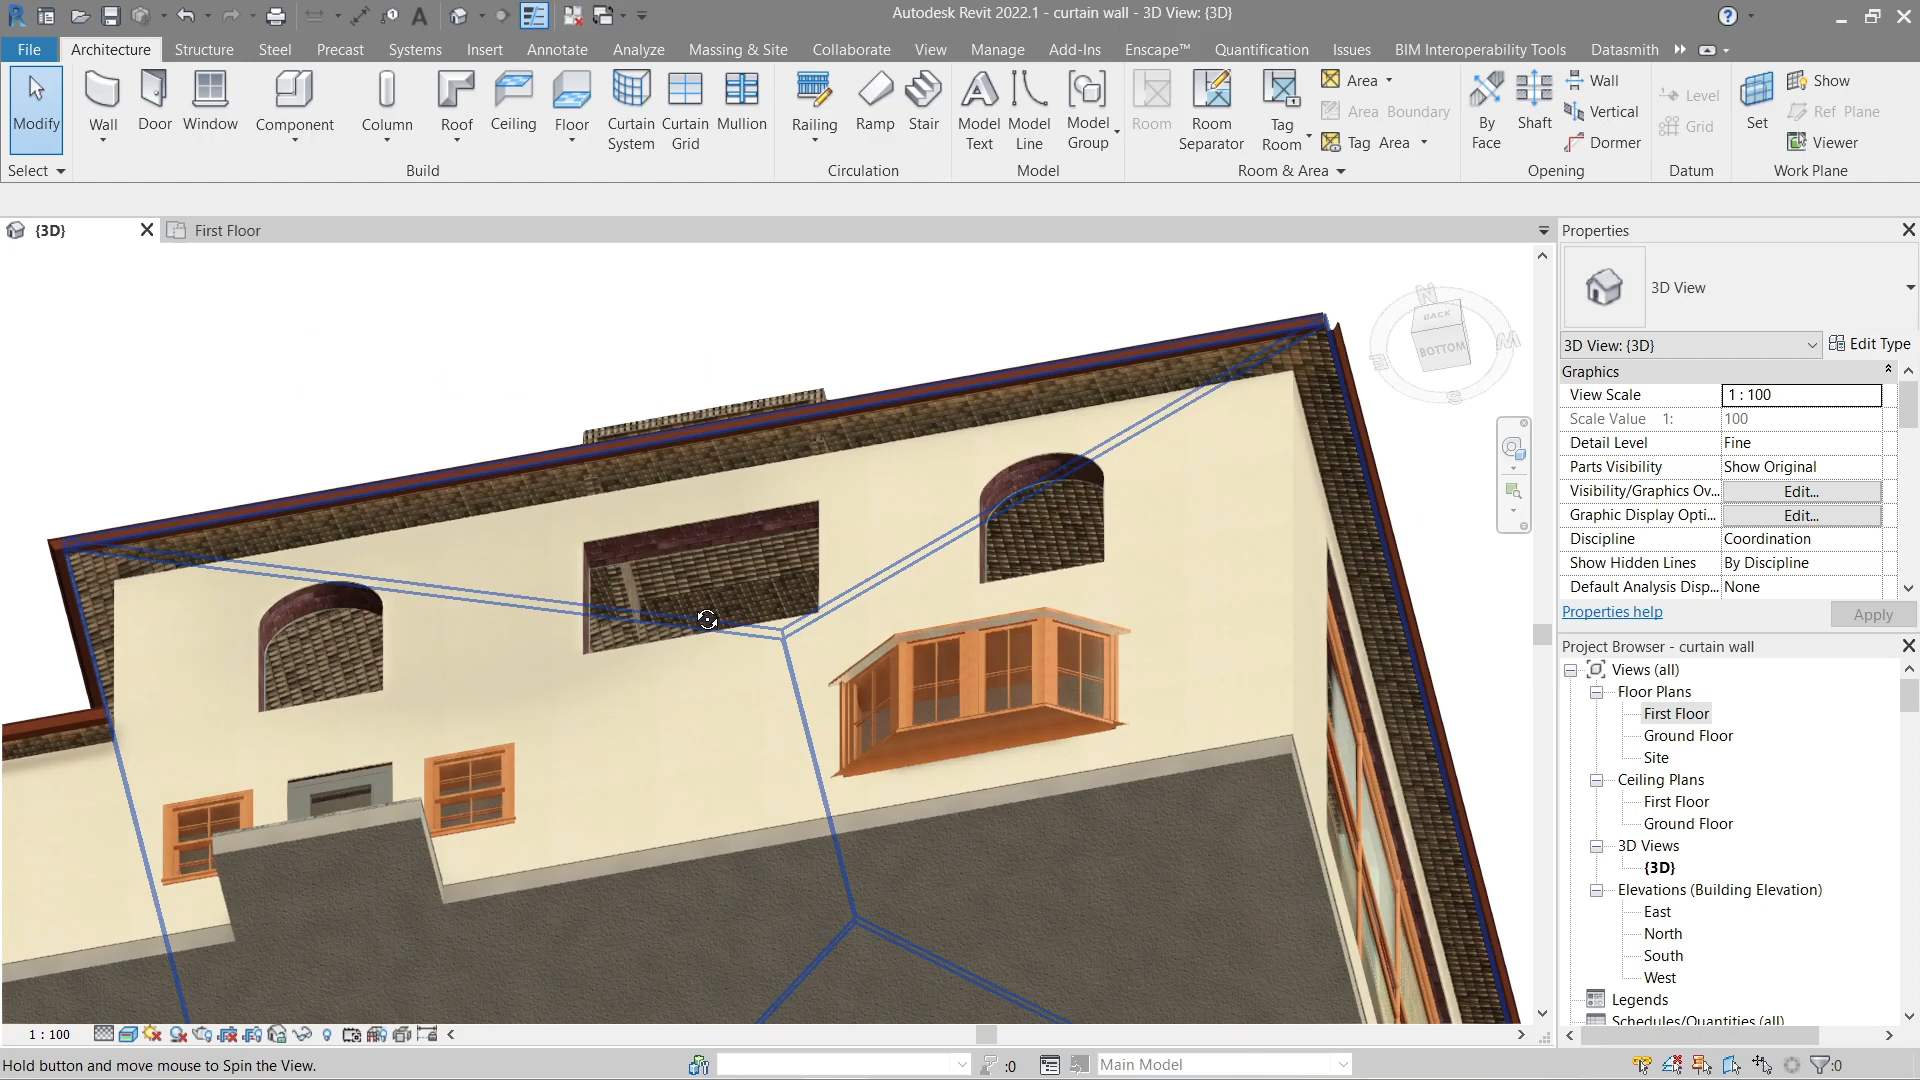 Autodesk Revit 2022.1 - curtain wall - 3D View: {3D}
File Architecture Structure Steel Precast Systems Insert Annotate Analyze Massing & Site Collaborate View Manage Add-Ins Enscape™ Quantification Issues BIM Interoperability Tools Datasmith
Modify
Wall
Door
Window
Component
Column
Roof
Ceiling
Floor
Curtain System
Curtain Grid
Mullion
Railing
Ramp
Stair
Model Text
Model Line
Model Group
Room
Room Separator
Tag Room
Area
Area Boundary
Tag Area
By Face
Shaft
Wall
Vertical
Dormer
Level
Grid
Set
Show
Ref Plane
Viewer
Select Build Circulation Model Room & Area Opening Datum Work Plane
{3D} First Floor
BACK
BOTTOM
N
E
S
W
Properties
3D View
3D View: {3D} Edit Type
Graphics
View Scale 1 : 100
Scale Value 1: 100
Detail Level Fine
Parts Visibility Show Original
Visibility/Graphics Ov... Edit...
Graphic Display Opti... Edit...
Discipline Coordination
Show Hidden Lines By Discipline
Default Analysis Disp... None
Properties help Apply
Project Browser - curtain wall
Views (all)
Floor Plans
First Floor
Ground Floor
Site
Ceiling Plans
First Floor
Ground Floor
3D Views
{3D}
Elevations (Building Elevation)
East
North
South
West
Legends
Schedules/Quantities (all)
1 : 100
Hold button and move mouse to Spin the View.
:0
Main Model
:0